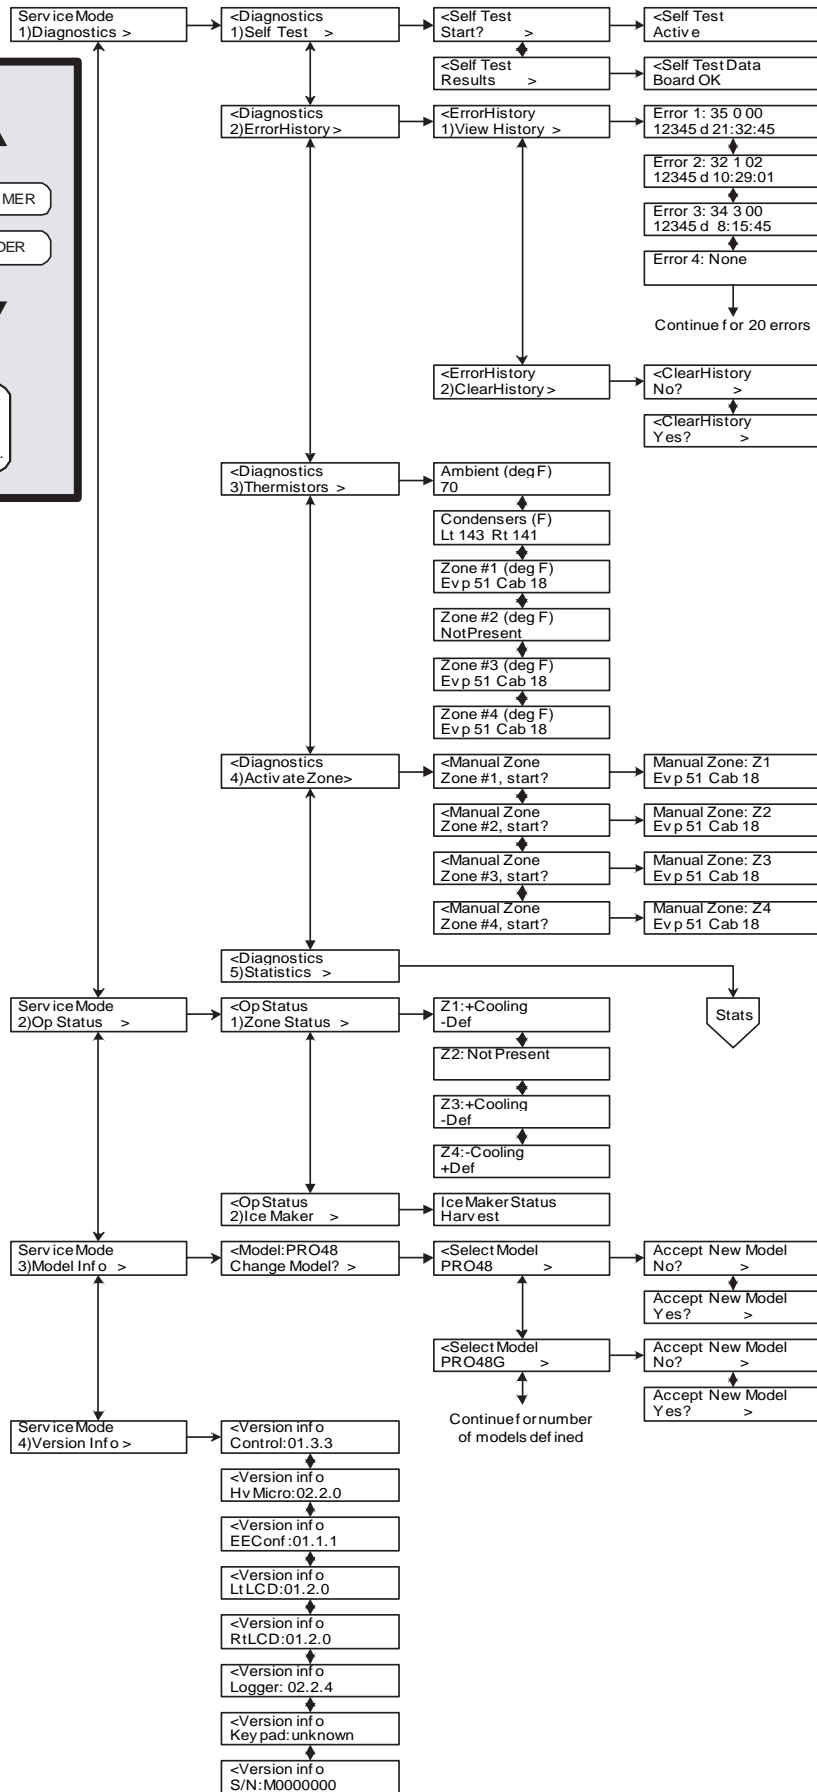 Service Mode
1)Diagnostics >
<Diagnostics
1)Self Test >
<Self Test
Start? >
<Self Test
Active
<Self Test
Results >
<Self Test Data
Board OK
<Diagnostics
2)ErrorHistory >
<ErrorHistory
1)View History >
Error 1: 35 0 00
12345 d 21:32:45
Error 2: 32 1 02
12345 d 10:29:01
Error 3: 34 3 00
12345 d 8:15:45
Error 4: None
Continue for 20 errors
<ErrorHistory
2)ClearHistory >
<ClearHistory
No? >
<ClearHistory
Yes? >
MER
DER
<Diagnostics
3)Thermistors >
Ambient (deg F)
70
Condensers (F)
Lt 143 Rt 141
Zone #1 (deg F)
Evp 51 Cab 18
Zone #2 (deg F)
Not Present
Zone #3 (deg F)
Evp 51 Cab 18
Zone #4 (deg F)
Evp 51 Cab 18
<Diagnostics
4)Activate Zone>
<Manual Zone
Zone #1, start?
Manual Zone: Z1
Evp 51 Cab 18
<Manual Zone
Zone #2, start?
Manual Zone: Z2
Evp 51 Cab 18
<Manual Zone
Zone #3, start?
Manual Zone: Z3
Evp 51 Cab 18
<Manual Zone
Zone #4, start?
Manual Zone: Z4
Evp 51 Cab 18
<Diagnostics
5)Statistics >
Stats
Service Mode
2)Op Status >
<Op Status
1)Zone Status >
Z1:+Cooling
-Def
Z2: Not Present
Z3:+Cooling
-Def
Z4:-Cooling
+Def
<Op Status
2)Ice Maker >
Ice Maker Status
Harvest
Service Mode
3)Model Info >
<Model:PRO48
Change Model? >
<Select Model
PRO48 >
Accept New Model
No? >
Accept New Model
Yes? >
<Select Model
PRO48G >
Accept New Model
No? >
Accept New Model
Yes? >
Continue for number
of models defined
Service Mode
4)Version Info >
<Version info
Control:01.3.3
<Version info
Hv Micro:02.2.0
<Version info
EEConf:01.1.1
<Version info
Lt LCD:01.2.0
<Version info
RtLCD:01.2.0
<Version info
Logger: 02.2.4
<Version info
Keypad:unknown
<Version info
S/N:M0000000